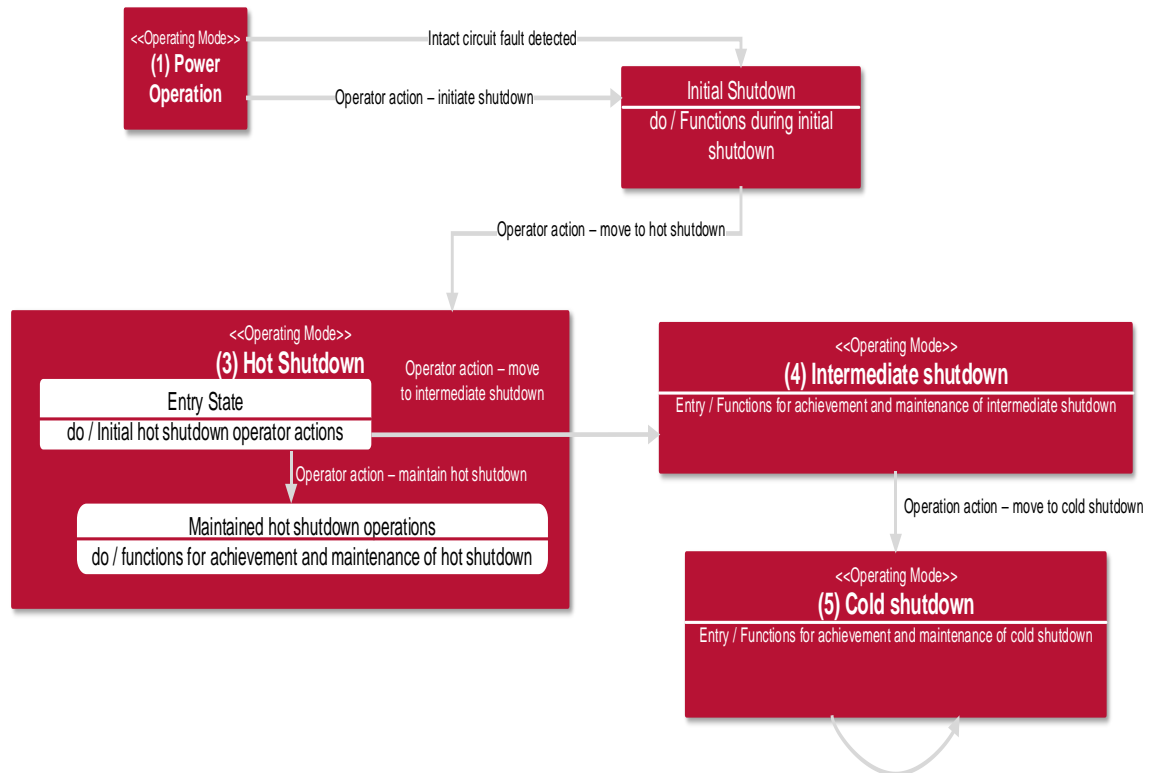 <<Operating Mode>>
(1) Power
Operation
Intact circuit fault detected
Operator action – initiate shutdown
Initial Shutdown
do / Functions during initial
shutdown
Operator action – move to hot shutdown
<<Operating Mode>>
(3) Hot Shutdown
Operator action – move
to intermediate shutdown
Entry State
do / Initial hot shutdown operator actions
Operator action – maintain hot shutdown
Maintained hot shutdown operations
do / functions for achievement and maintenance of hot shutdown
<<Operating Mode>>
(4) Intermediate shutdown
Entry / Functions for achievement and maintenance of intermediate shutdown
Operation action – move to cold shutdown
<<Operating Mode>>
(5) Cold shutdown
Entry / Functions for achievement and maintenance of cold shutdown